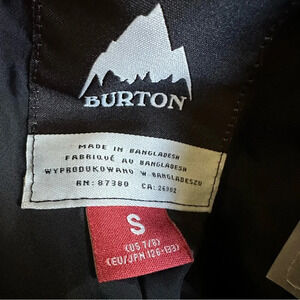 BURTON
MADE IN BANGLADESH
FABRIQUÉ AU BANGLADESH
WYPRODUKOWANO W BANGLADESZU
RN: 87380 CA: 26902
S
(US 7/8)
(EU/JPN 126-133)